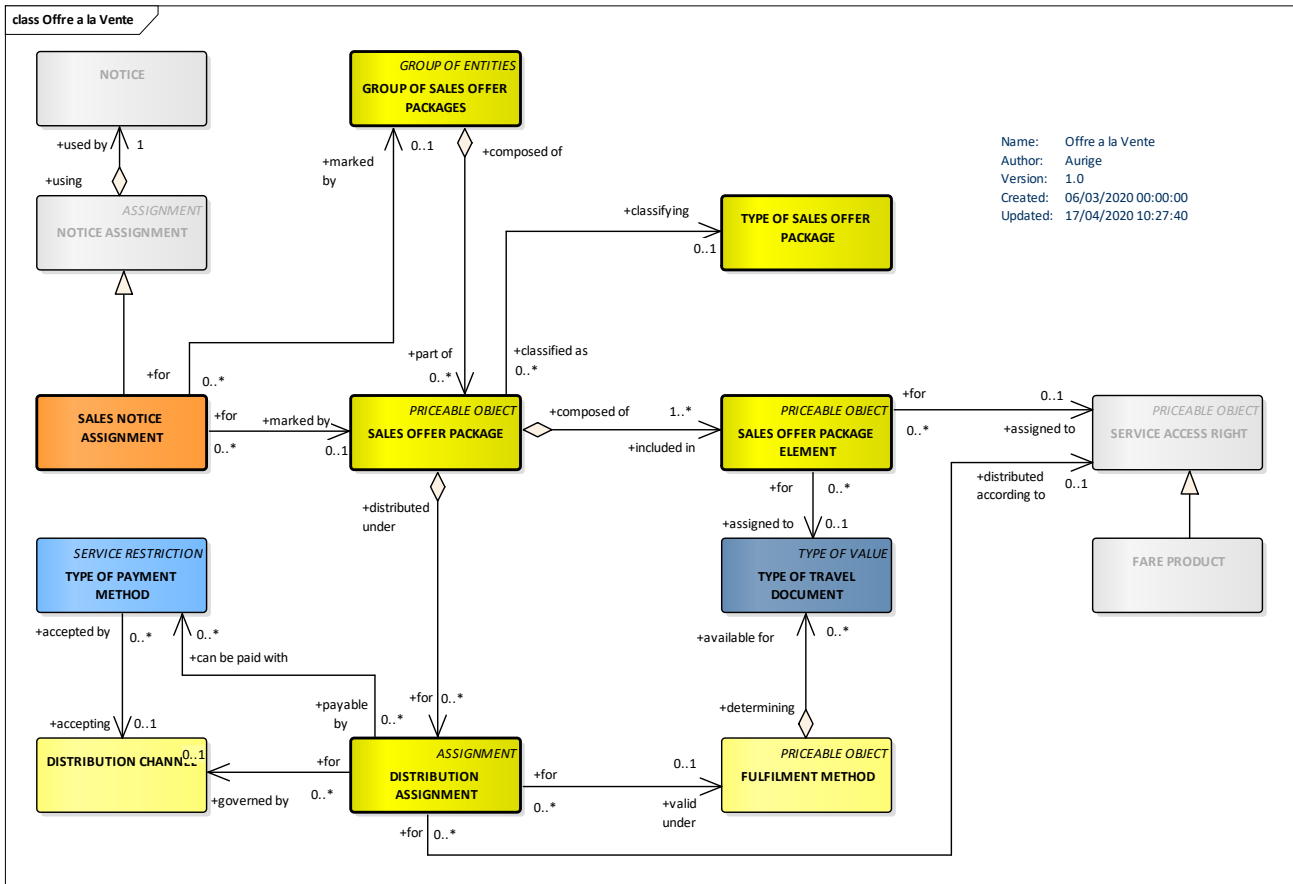 class Offre a la Vente
NOTICE
GROUP OF ENTITIES
GROUP OF SALES OFFER
PACKAGES
Name: Offre a la Vente
Author: Aurige
Version: 1.0
Created: 06/03/2020 00:00:00
Updated: 17/04/2020 10:27:40
+used by 1
+using
+marked
by
0..1
+composed of
ASSIGNMENT
NOTICE ASSIGNMENT
+classifying
0..1
TYPE OF SALES OFFER
PACKAGE
+for
0..*
+part of
0..*
+classified as
0..*
SALES NOTICE
ASSIGNMENT
+for
0..*
+marked by
0..1
PRICEABLE OBJECT
SALES OFFER PACKAGE
+composed of
1..*
+included in
PRICEABLE OBJECT
SALES OFFER PACKAGE
ELEMENT
+for
0..*
0..1
+assigned to
PRICEABLE OBJECT
SERVICE ACCESS RIGHT
+distributed
according to
0..1
+distributed
under
+for
0..*
+assigned to
0..1
SERVICE RESTRICTION
TYPE OF PAYMENT
METHOD
TYPE OF VALUE
TYPE OF TRAVEL
DOCUMENT
FARE PRODUCT
+accepted by
0..*
0..*
+can be paid with
+available for
0..*
+accepting
0..1
+payable
by
0..*
+for
0..*
+determining
DISTRIBUTION CHANNEL
0..1
+governed by
+for
0..*
ASSIGNMENT
DISTRIBUTION
ASSIGNMENT
+for
0..*
0..1
+valid
under
PRICEABLE OBJECT
FULFILMENT METHOD
+for
0..*